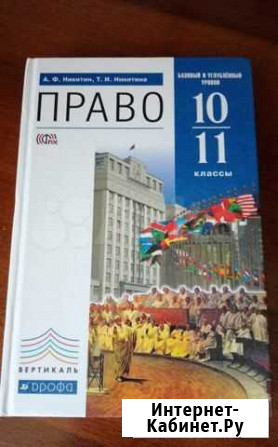 А. Ф. Никитин, Т. И. Никитина
БАЗОВЫЙ И УГЛУБЛЁННЫЙ
УРОВНИ
ПРАВО
10
11
КЛАССЫ
ВЕРТИКАЛЬ
дрофа
Интернет-
Кабинет.Ру